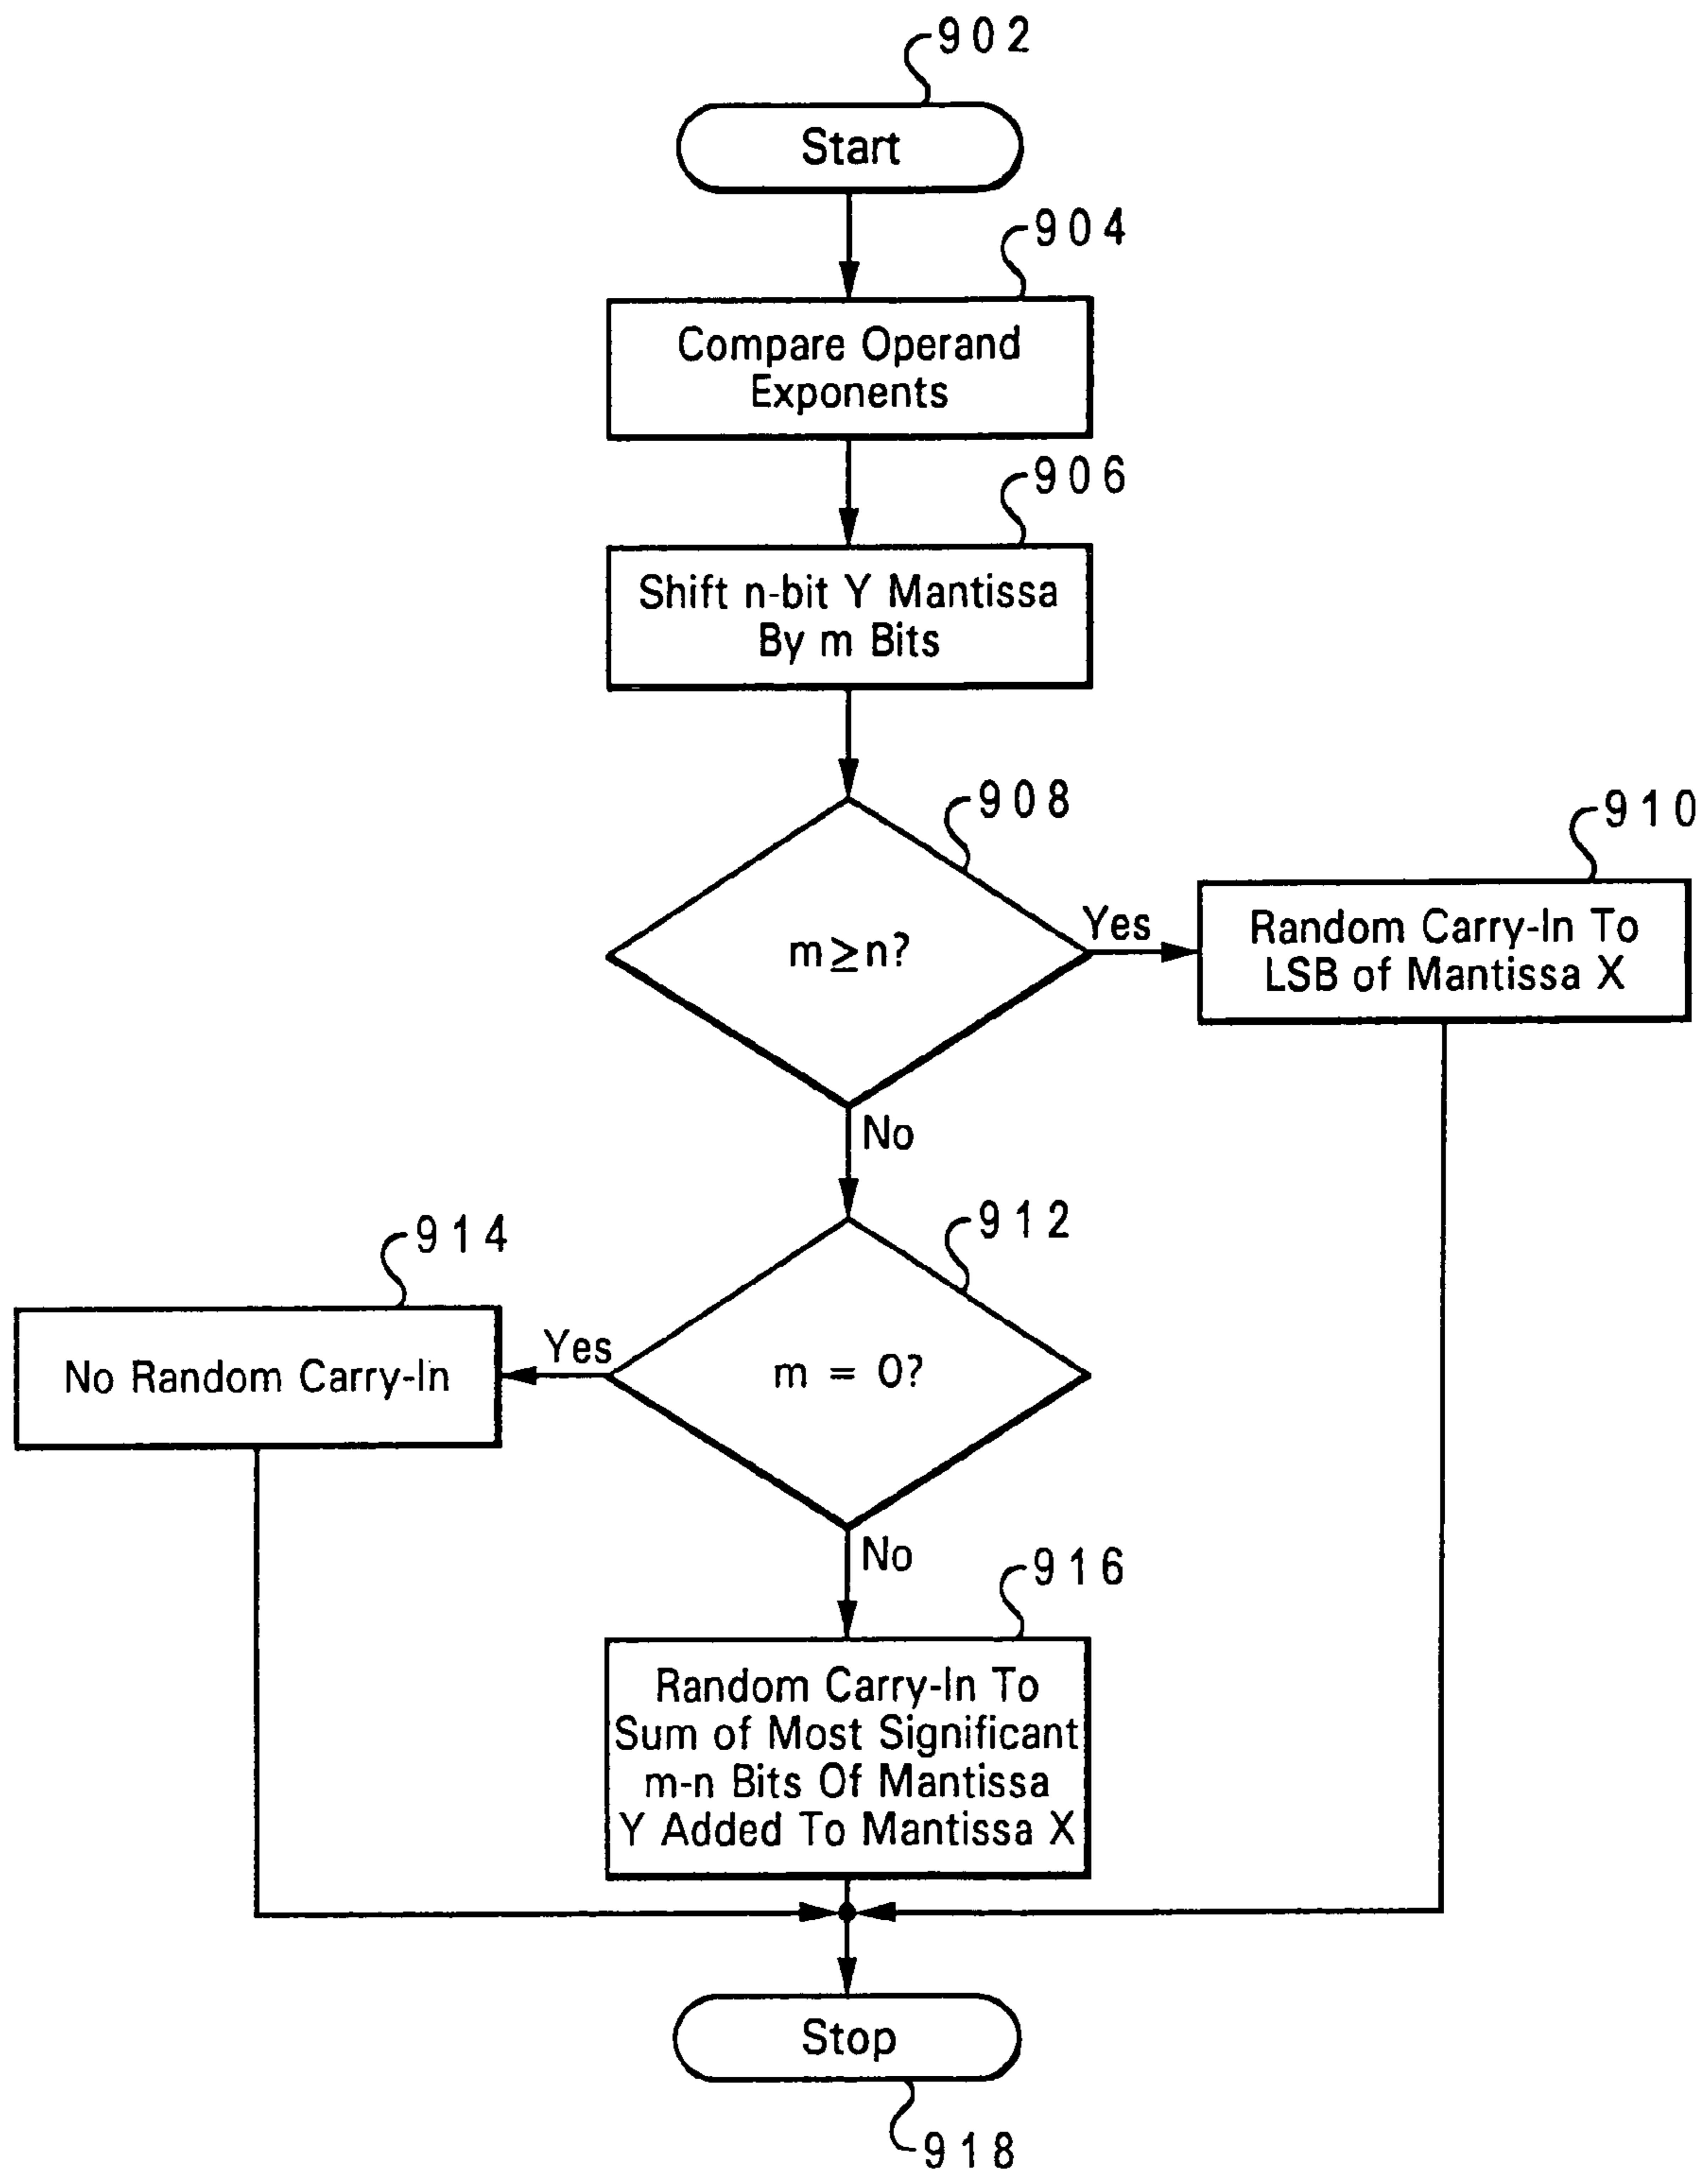 902
Start
904
Compare Operand
Exponents
906
Shift n-bit Y Mantissa
By m Bits
908
m≥n?
Yes
910
Random Carry-In To
LSB of Mantissa X
No
912
m = 0?
Yes
914
No Random Carry-In
No
916
Random Carry-In To
Sum of Most Significant
m-n Bits Of Mantissa
Y Added To Mantissa X
Stop
918